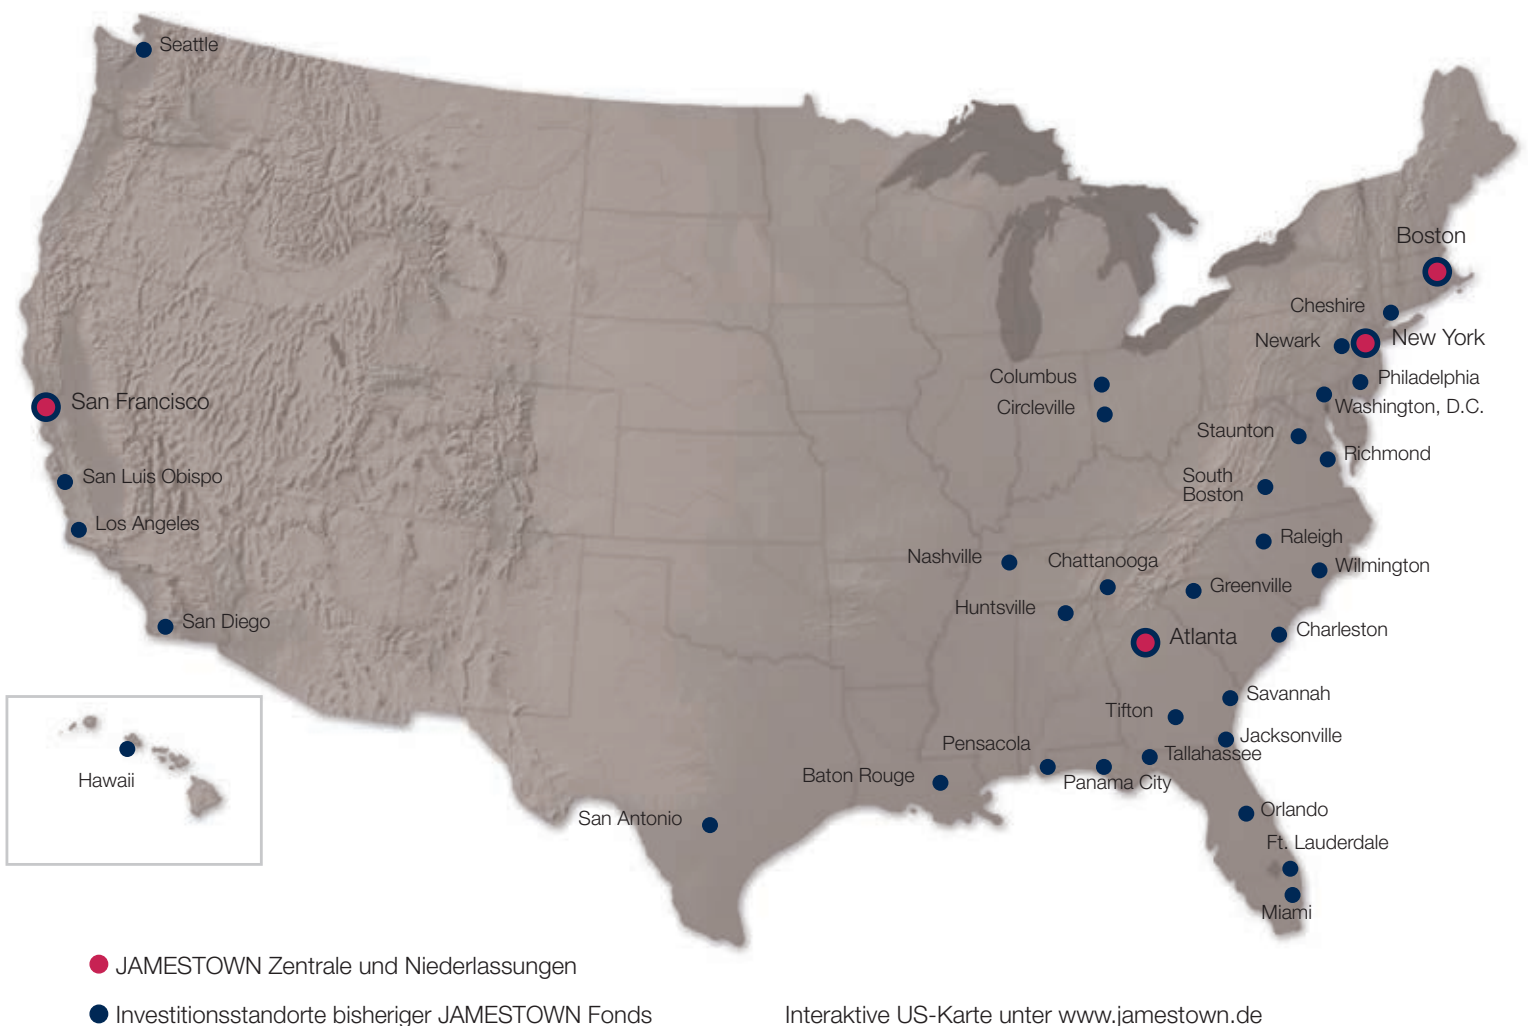 Seattle
Boston
Cheshire
Newark
New York
Columbus
Philadelphia
San Francisco
Circleville
Washington, D.C.
Staunton
Richmond
San Luis Obispo
South
Boston
Los Angeles
Raleigh
Nashville
Chattanooga
Wilmington
Greenville
Huntsville
San Diego
Atlanta
Charleston
Savannah
Tifton
Jacksonville
Pensacola
Tallahassee
Hawaii
Baton Rouge
Panama City
San Antonio
Orlando
Ft. Lauderdale
Miami
JAMESTOWN Zentrale und Niederlassungen
Investitionsstandorte bisheriger JAMESTOWN Fonds
Interaktive US-Karte unter www.jamestown.de